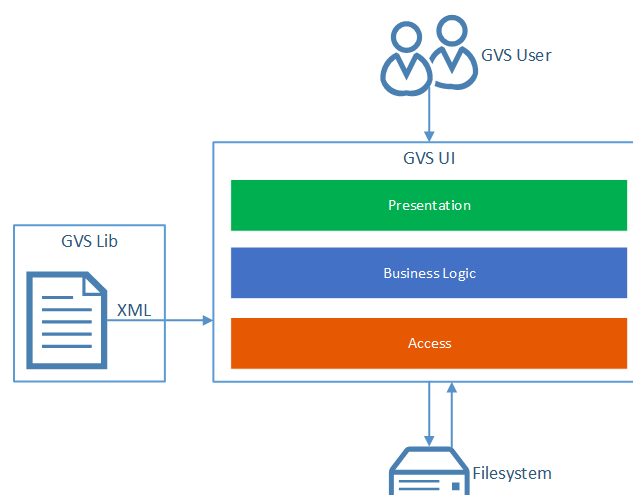 GVS User
GVS UI
Presentation
GVS Lib
Business Logic
XML
Access
Filesystem